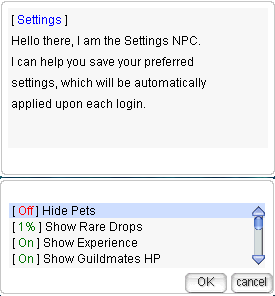 [ Settings ]
Hello there, I am the Settings NPC.
I can help you save your preferred
settings, which will be automatically
applied upon each login.
[ Off ] Hide Pets
[ 1% ] Show Rare Drops
[ On ] Show Experience
[ On ] Show Guildmates HP
OK cancel